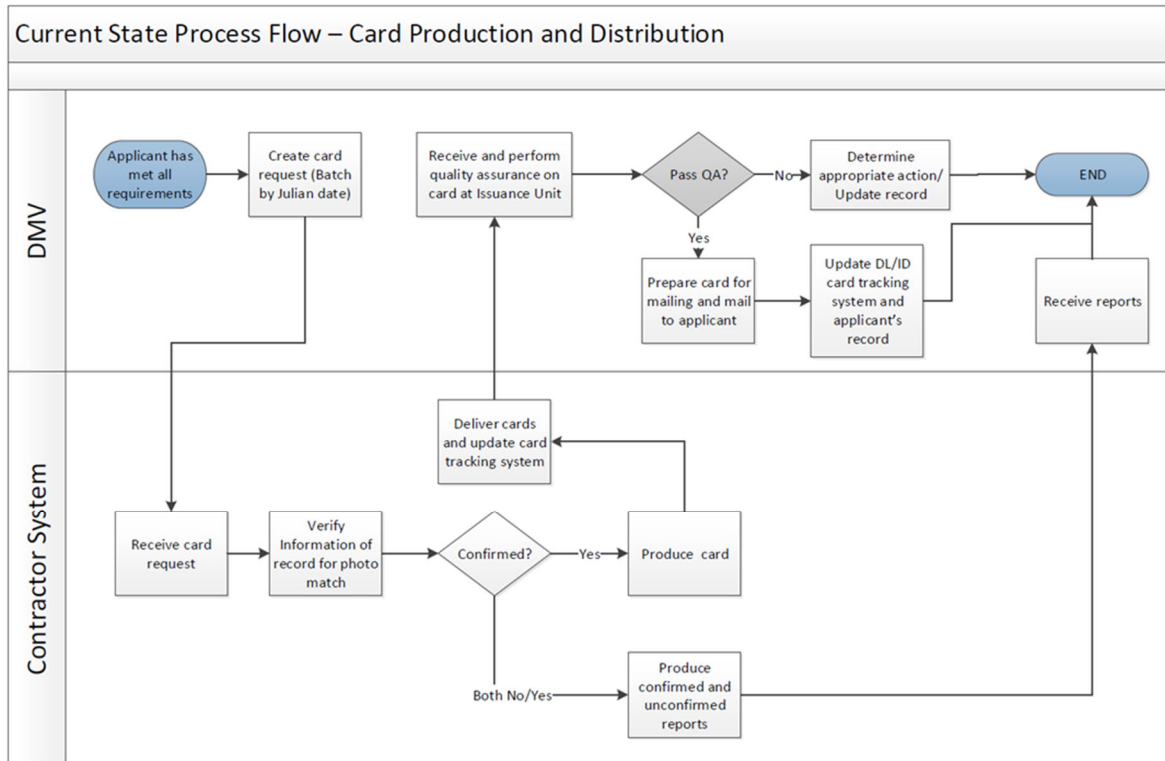 Current State Process Flow – Card Production and Distribution
DMV
Applicant has
met all
requirements
Create card
request (Batch
by Julian date)
Receive and perform
quality assurance on
card at Issuance Unit
Pass QA?
No
Determine
appropriate action/
Update record
END
Yes
Prepare card for
mailing and mail
to applicant
Update DL/ID
card tracking
system and
applicant's
record
Receive reports
Contractor System
Deliver cards
and update card
tracking system
Receive card
request
Verify
Information of
record for photo
match
Confirmed?
Yes
Produce card
Both No/Yes
Produce
confirmed and
unconfirmed
reports